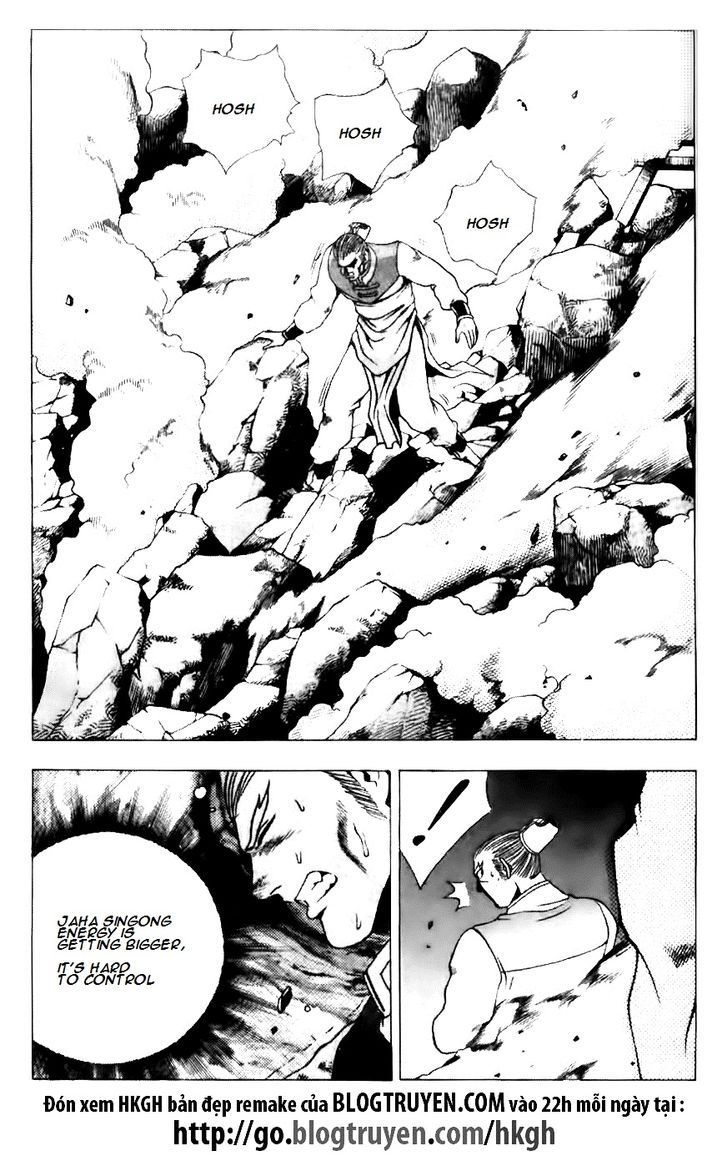 HOSH
HOSH
HOSH
JAHA SINGONG
ENERGY IS
GETTING BIGGER,
IT'S HARD
TO CONTROL
!
Đón xem HKGH bản đẹp remake của BLOGTRUYEN.COM vào 22h mỗi ngày tại :
http://go.blogtruyen.com/hkgh